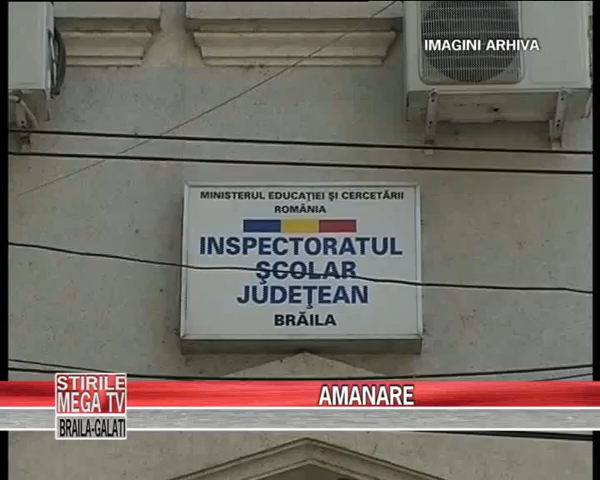 IMAGINI ARHIVA
MINISTERUL EDUCAŢIEI ŞI CERCETĂRII
ROMÂNIA
INSPECTORATUL
ŞCOLAR
JUDEŢEAN
BRĂILA
STIRILE
MEGA TV
BRAILA-GALATI
AMANARE